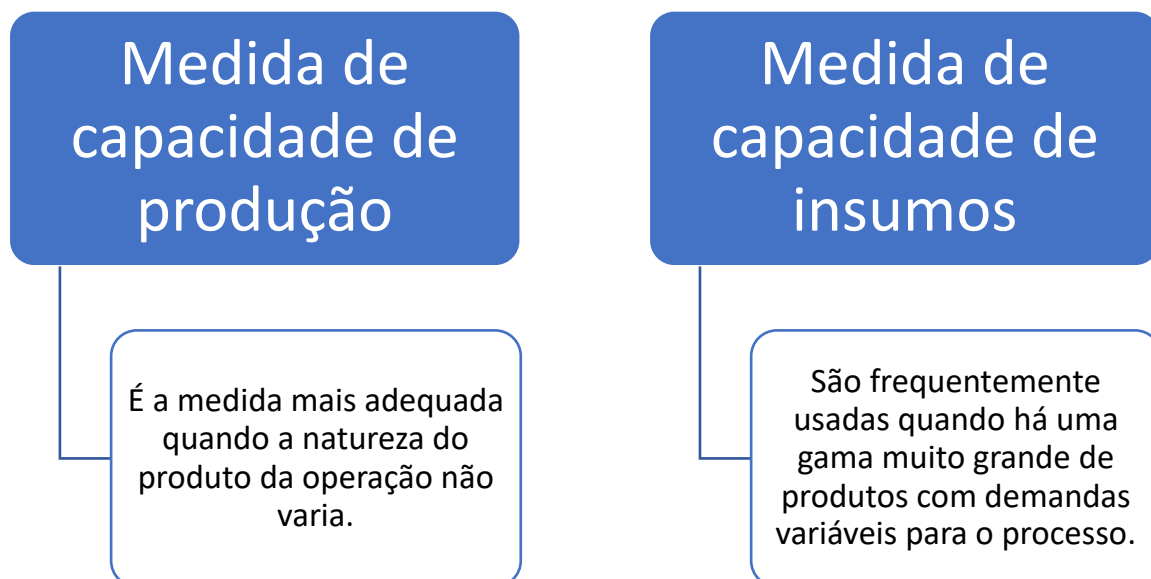 Medida de
capacidade de
produção
É a medida mais adequada
quando a natureza do
produto da operação não
varia.
Medida de
capacidade de
insumos
São frequentemente
usadas quando há uma
gama muito grande de
produtos com demandas
variáveis para o processo.